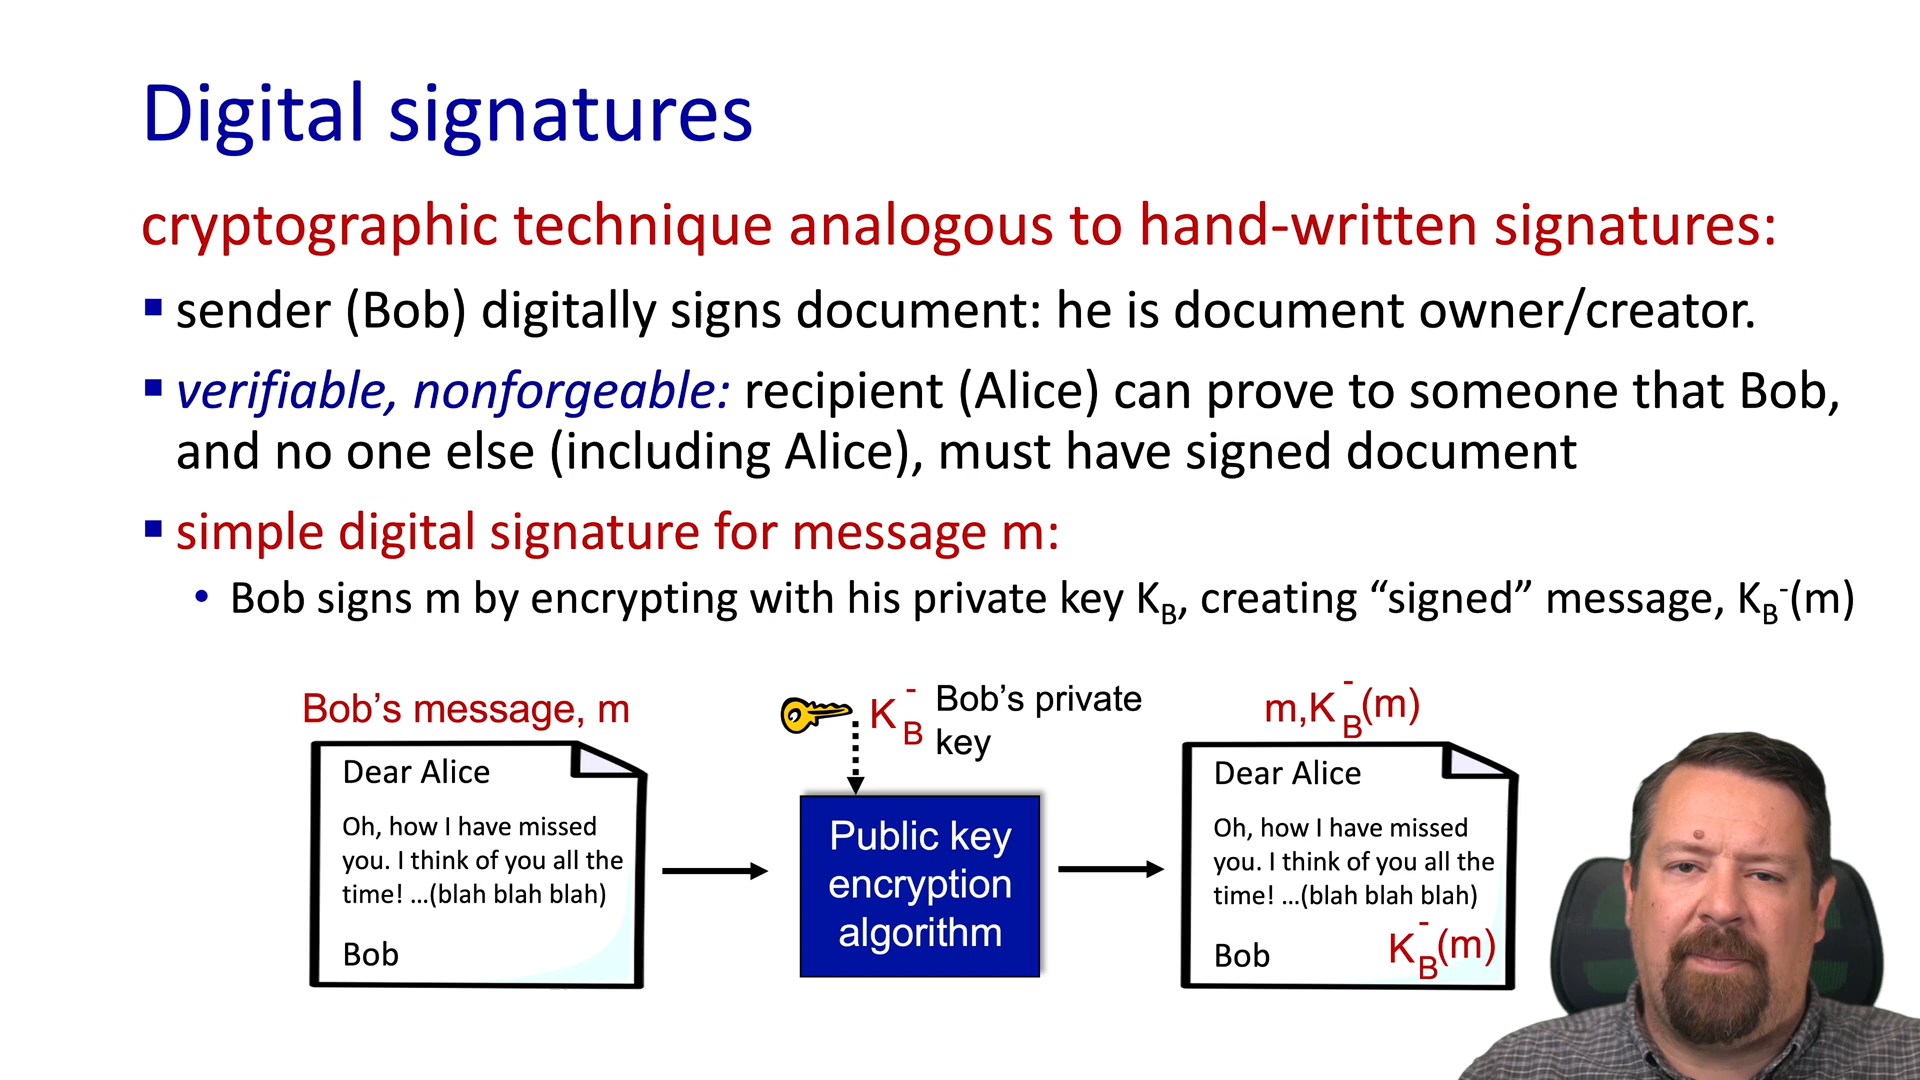 Digital signatures
cryptographic technique analogous to hand-written signatures:
▪ sender (Bob) digitally signs document: he is document owner/creator.
▪ verifiable, nonforgeable: recipient (Alice) can prove to someone that Bob,
and no one else (including Alice), must have signed document
▪ simple digital signature for message m:
• Bob signs m by encrypting with his private key K_B, creating “signed” message, K_B⁻(m)
Bob’s message, m
Dear Alice
Oh, how I have missed
you. I think of you all the
time! ...(blah blah blah)
Bob
K_B⁻ Bob’s private
key
Public key
encryption
algorithm
m,K_B⁻(m)
Dear Alice
Oh, how I have missed
you. I think of you all the
time! ...(blah blah blah)
Bob K_B⁻(m)